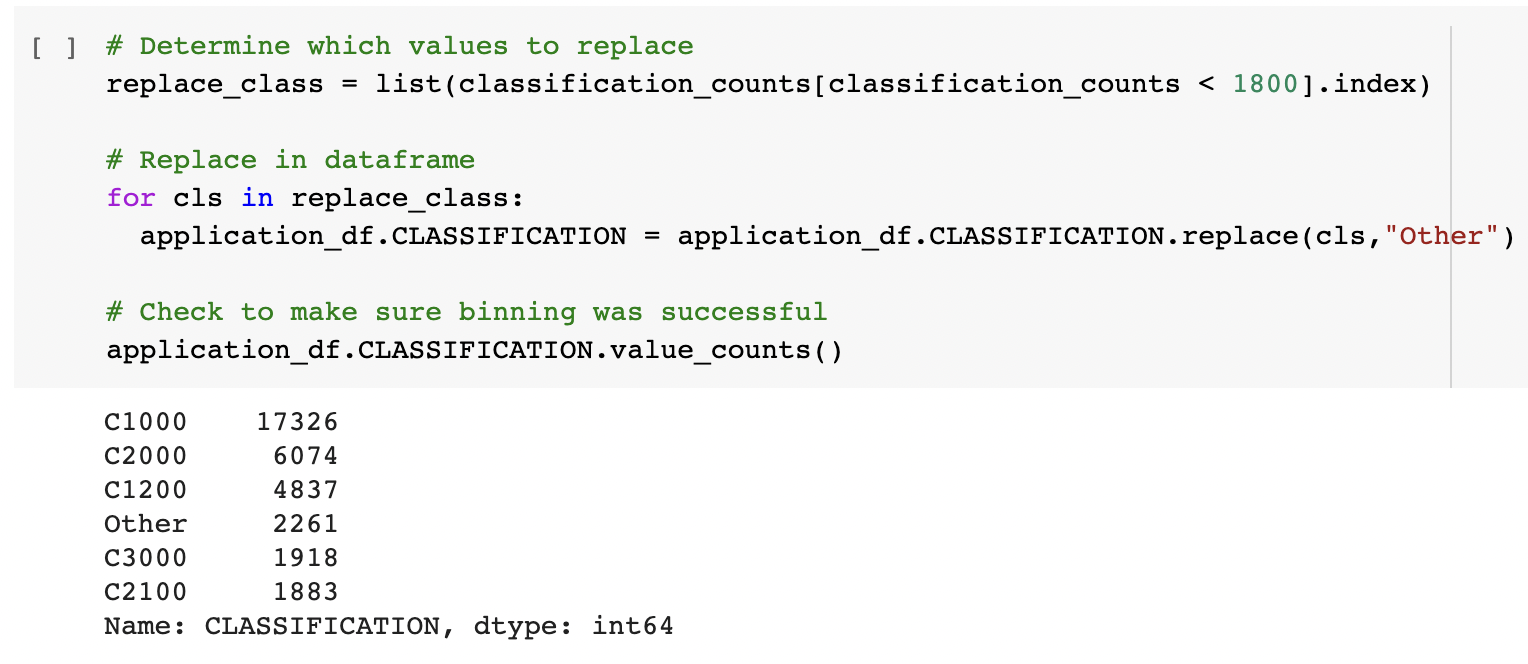 [ ] # Determine which values to replace
replace_class = list(classification_counts[classification_counts < 1800].index)
# Replace in dataframe
for cls in replace_class:
  application_df.CLASSIFICATION = application_df.CLASSIFICATION.replace(cls,"Other")
# Check to make sure binning was successful
application_df.CLASSIFICATION.value_counts()
C1000    17326
C2000     6074
C1200     4837
Other     2261
C3000     1918
C2100     1883
Name: CLASSIFICATION, dtype: int64